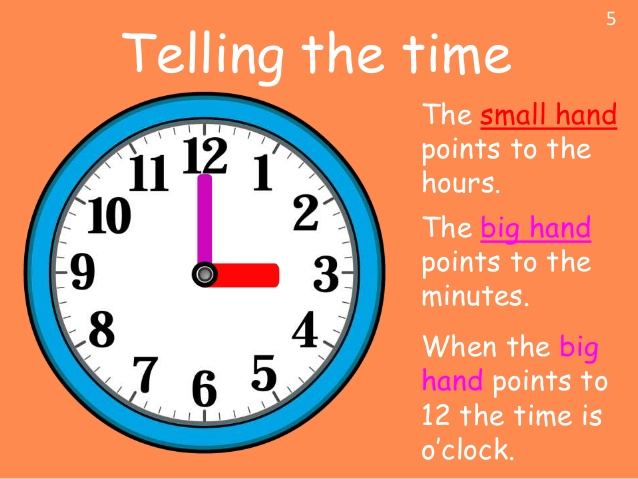 5
Telling the time
The small hand
points to the
hours.
The big hand
points to the
minutes.
When the big
hand points to
12 the time is
o’clock.
12
1
2
3
4
5
6
7
8
9
10
11